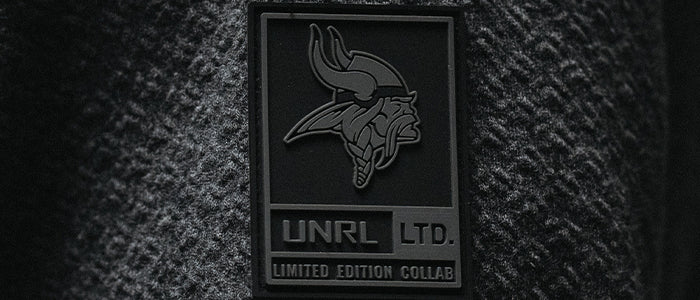 UNRL LTD.
LIMITED EDITION COLLAB